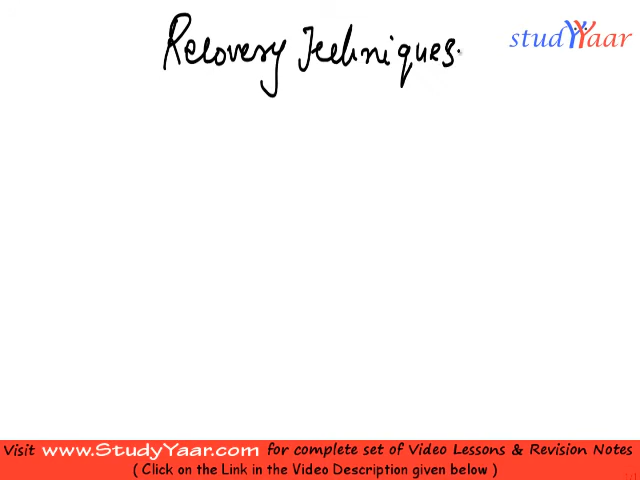 Recovery Techniques.
studYYaar
Visit www.StudyYaar.com for complete set of Video Lessons & Revision Notes
( Click on the Link in the Video Description given below )